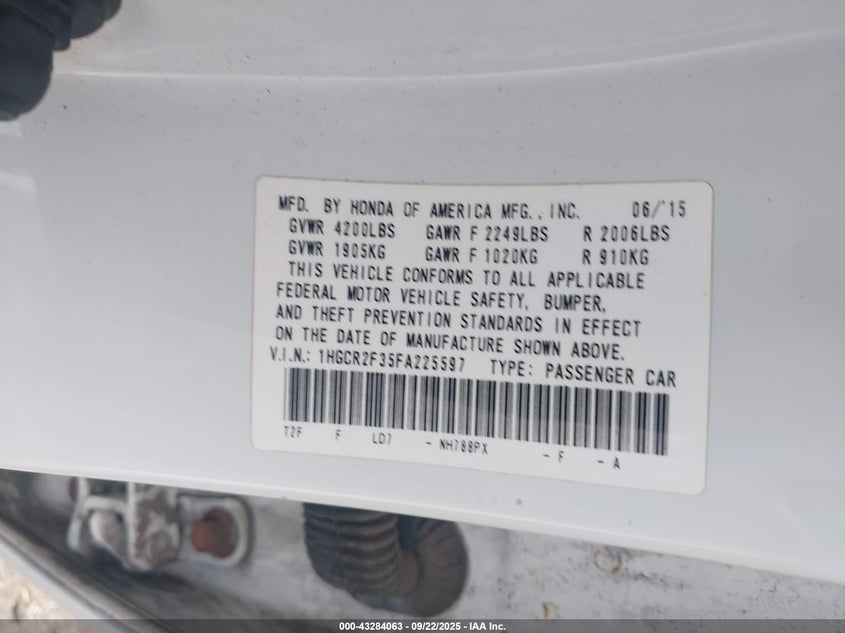 MFD. BY HONDA OF AMERICA MFG., INC. 06/'15
GVWR 4200LBS GAWR F 2249LBS R 2006LBS
GVWR 1905KG GAWR F 1020KG R 910KG
THIS VEHICLE CONFORMS TO ALL APPLICABLE
FEDERAL MOTOR VEHICLE SAFETY, BUMPER,
AND THEFT PREVENTION STANDARDS IN EFFECT
ON THE DATE OF MANUFACTURE SHOWN ABOVE.
V.I.N.: 1HGCR2F35FA225597 TYPE: PASSENGER CAR
T2F F LD7 - NH788PX - F - A
000-43284063 - 09/22/2025 - IAA Inc.